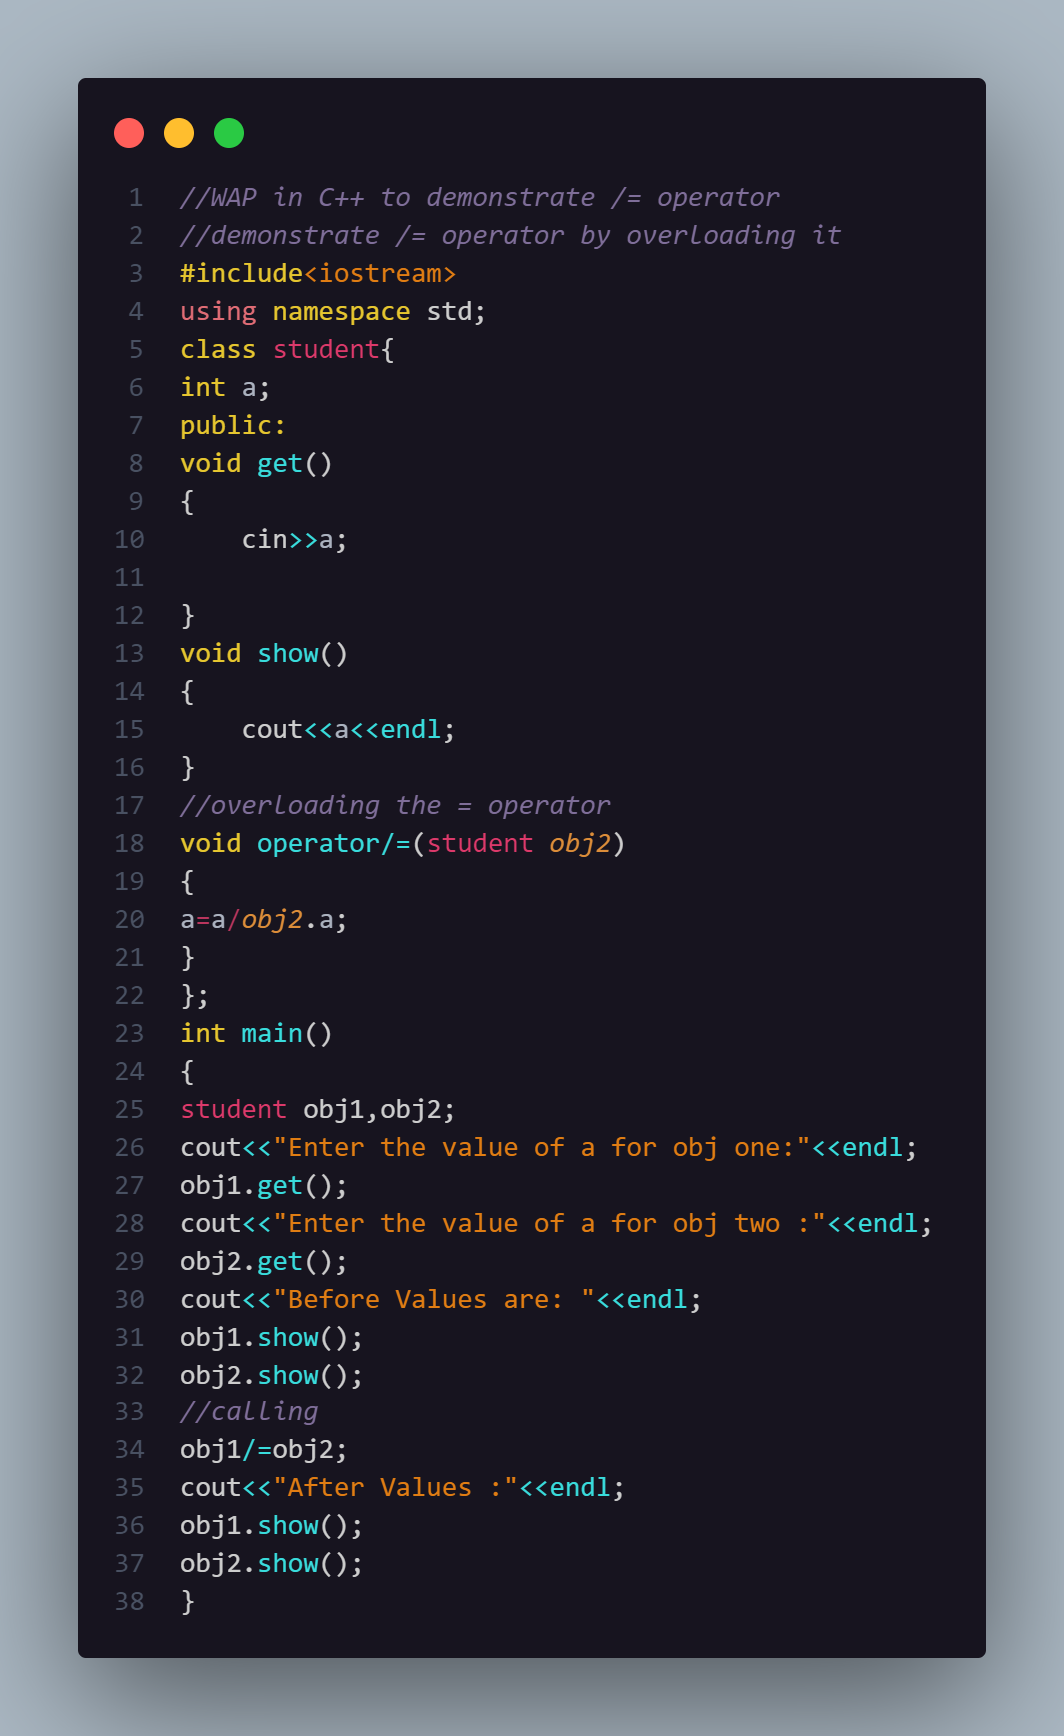 1 //WAP in C++ to demonstrate /= operator
2 //demonstrate /= operator by overloading it
3 #include<iostream>
4 using namespace std;
5 class student{
6 int a;
7 public:
8 void get()
9 {
10     cin>>a;
11
12 }
13 void show()
14 {
15     cout<<a<<endl;
16 }
17 //overloading the = operator
18 void operator/=(student obj2)
19 {
20 a=a/obj2.a;
21 }
22 };
23 int main()
24 {
25 student obj1,obj2;
26 cout<<"Enter the value of a for obj one:"<<endl;
27 obj1.get();
28 cout<<"Enter the value of a for obj two :"<<endl;
29 obj2.get();
30 cout<<"Before Values are: "<<endl;
31 obj1.show();
32 obj2.show();
33 //calling
34 obj1/=obj2;
35 cout<<"After Values :"<<endl;
36 obj1.show();
37 obj2.show();
38 }